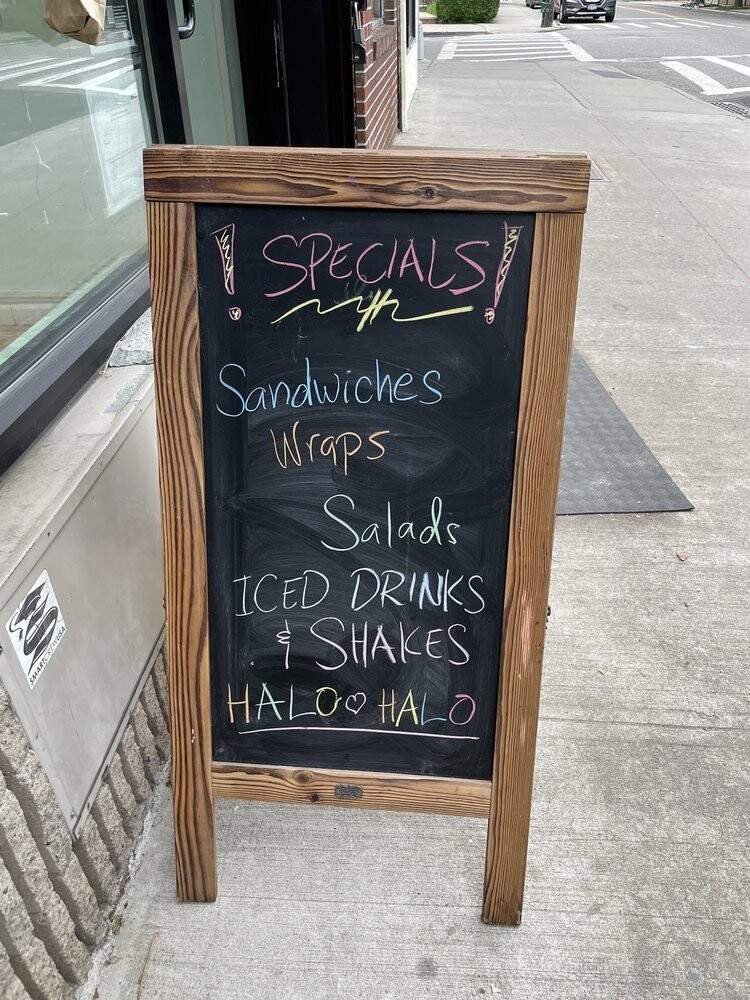 ! SPECIALS !
Sandwiches
Wraps
Salads
ICED DRINKS
& SHAKES
HALO ♡ HALO